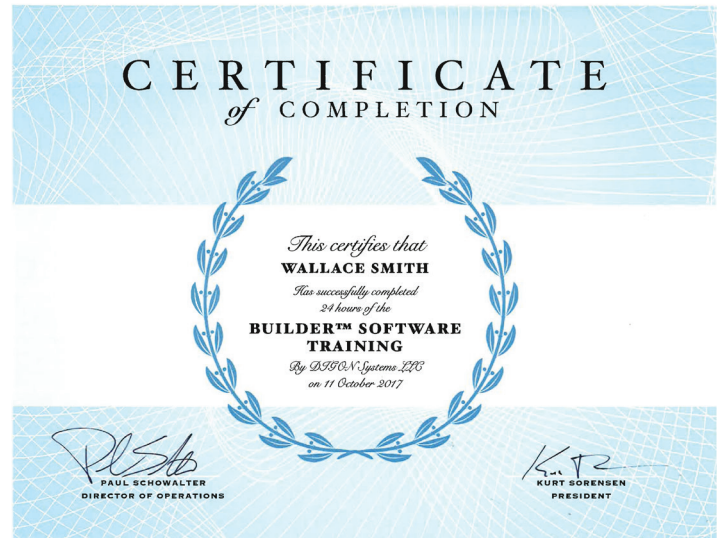 CERTIFICATE
of COMPLETION
This certifies that
WALLACE SMITH
Has successfully completed
24 hours of the
BUILDER™ SOFTWARE
TRAINING
By DIGON Systems LLC
on 11 October 2017
PAUL SCHOWALTER
DIRECTOR OF OPERATIONS
KURT SORENSEN
PRESIDENT